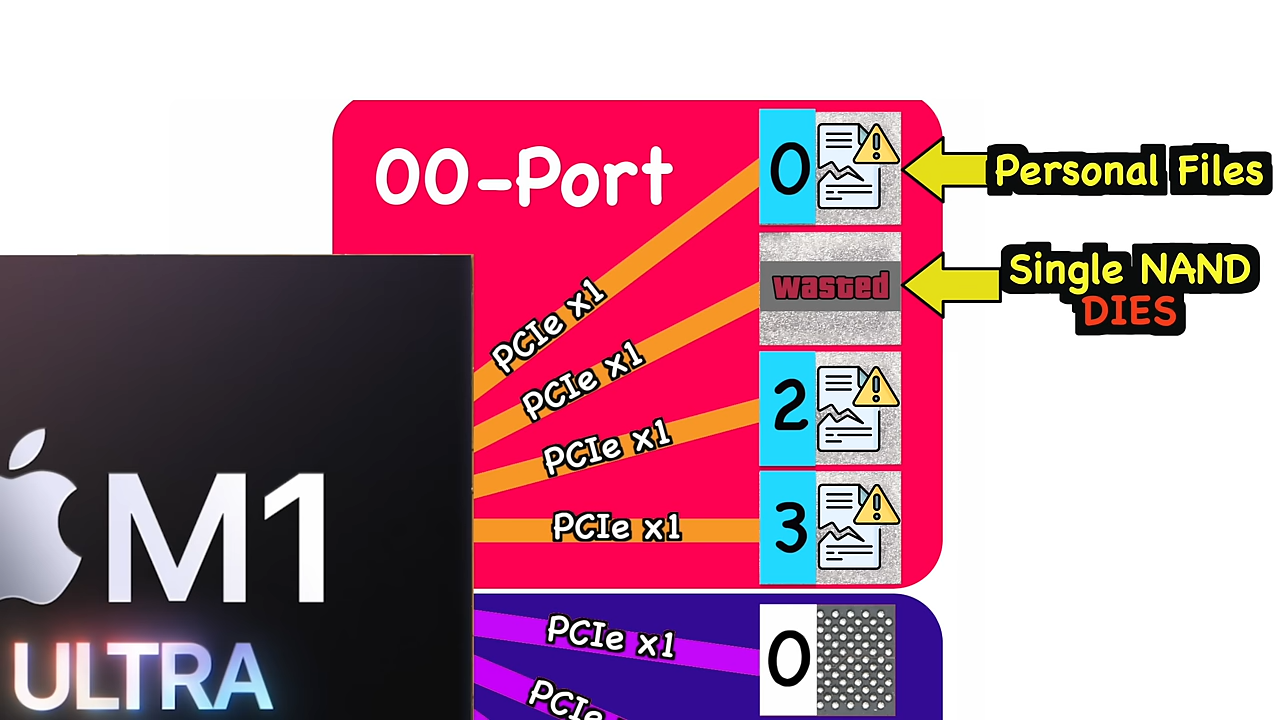 00-Port
0
Personal Files
PCIe x1
wasted
Single NAND
DIES
PCIe x1
2
PCIe x1
3
PCIe x1
M1
ULTRA
PCIe x1
0
PCIe